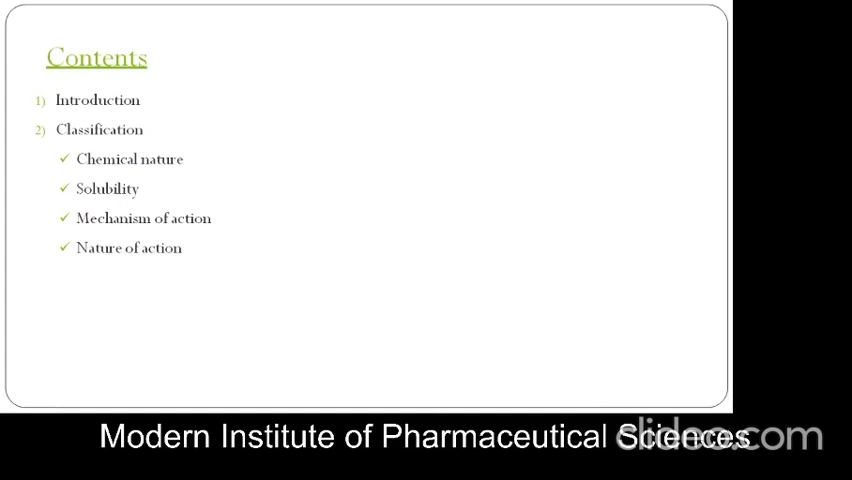 Contents
1) Introduction
2) Classification
✓ Chemical nature
✓ Solubility
✓ Mechanism of action
✓ Nature of action
Modern Institute of Pharmaceutical Sciences
clideo.com